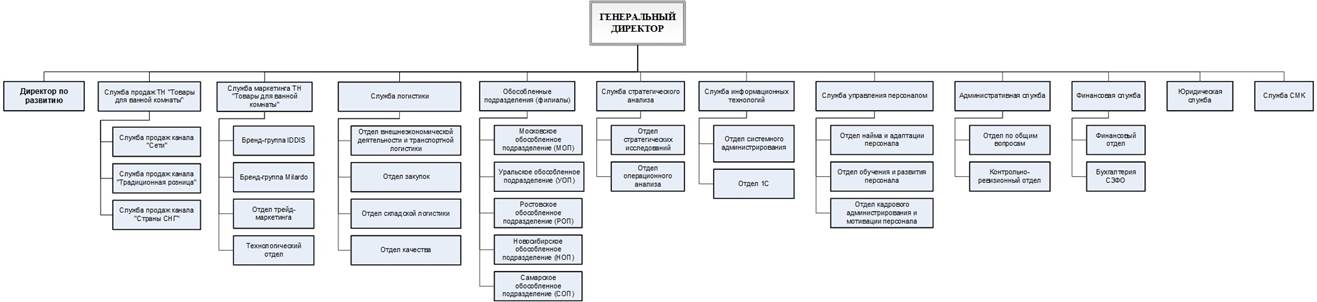 ГЕНЕРАЛЬНЫЙ
ДИРЕКТОР
Директор по
развитию
Служба продаж ТН "Товары
для ванной комнаты"
Служба маркетинга ТН
"Товары для ванной
комнаты"
Служба логистики
Обособленные
подразделения (филиалы)
Служба стратегического
анализа
Служба информационных
технологий
Служба управления персоналом
Административная служба
Финансовая служба
Юридическая
служба
Служба СМК
Служба продаж канала
"Сети"
Служба продаж канала
"Традиционная розница"
Служба продаж канала
"Страны СНГ"
Бренд-группа IDDIS
Бренд-группа Milardo
Отдел трейд-
маркетинга
Технологический
отдел
Отдел внешнеэкономической
деятельности и транспортной
логистики
Отдел закупок
Отдел складской логистики
Отдел качества
Московское
обособленное
подразделение (МОП)
Уральское обособленное
подразделение (УОП)
Ростовское
обособленное
подразделение (РОП)
Новосибирское
обособленное
подразделение (НОП)
Самарское
обособленное
подразделение (СОП)
Отдел
стратегических
исследований
Отдел
операционного
анализа
Отдел системного
администрирования
Отдел 1С
Отдел найма и адаптации
персонала
Отдел обучения и развития
персонала
Отдел кадрового
администрирования и
мотивации персонала
Отдел по общим
вопросам
Контрольно-
ревизионный отдел
Финансовый
отдел
Бухгалтерия
СЗФО